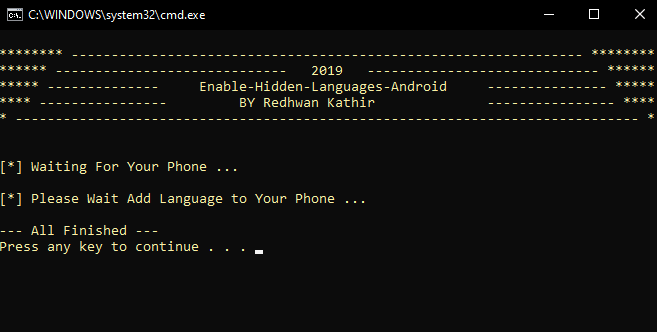 C:\WINDOWS\system32\cmd.exe
******** ---------------------------------------------------------------- ********
****** ----------------------------- 2019 ----------------------------- ******
***** -------------- Enable-Hidden-Languages-Android --------------- *****
**** ---------------- BY Redhwan Kathir ---------------- ****
* ------------------------------------------------------------------------------ *
[*] Waiting For Your Phone ...
[*] Please Wait Add Language to Your Phone ...
--- All Finished ---
Press any key to continue . . .